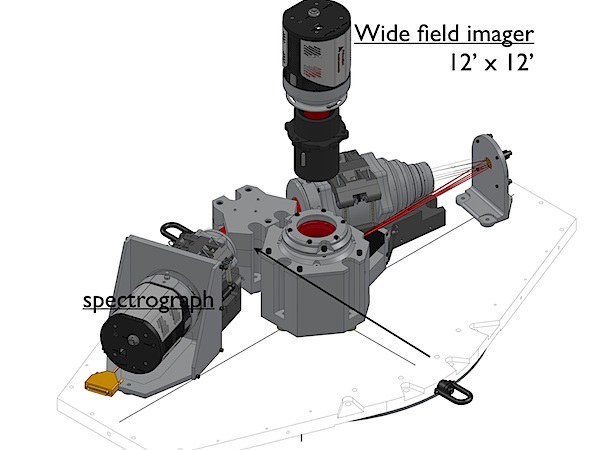 Wide field imager
12’ x 12’
spectrograph